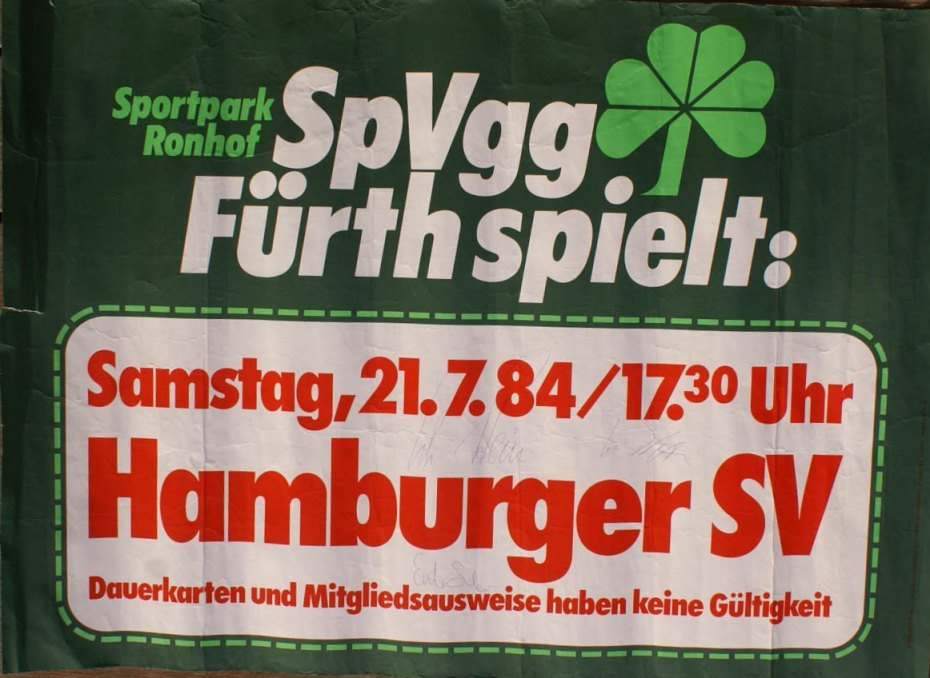 Sportpark
Ronhof
SpVgg
Fürth spielt:
Samstag, 21. 7. 84 / 17.30 Uhr
Hamburger SV
Dauerkarten und Mitgliedsausweise haben keine Gültigkeit